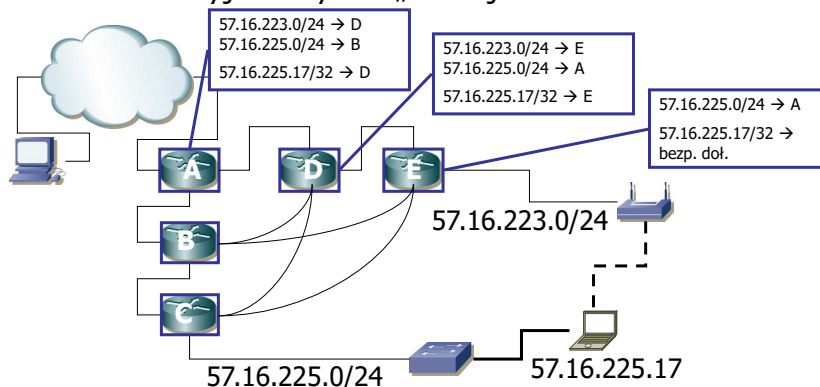 57.16.223.0/24 → D
57.16.225.0/24 → B
57.16.225.17/32 → D
57.16.223.0/24 → E
57.16.225.0/24 → A
57.16.225.17/32 → E
57.16.225.0/24 → A
57.16.225.17/32 →
bezp. doł.
A
D
E
57.16.223.0/24
B
C
57.16.225.0/24
57.16.225.17